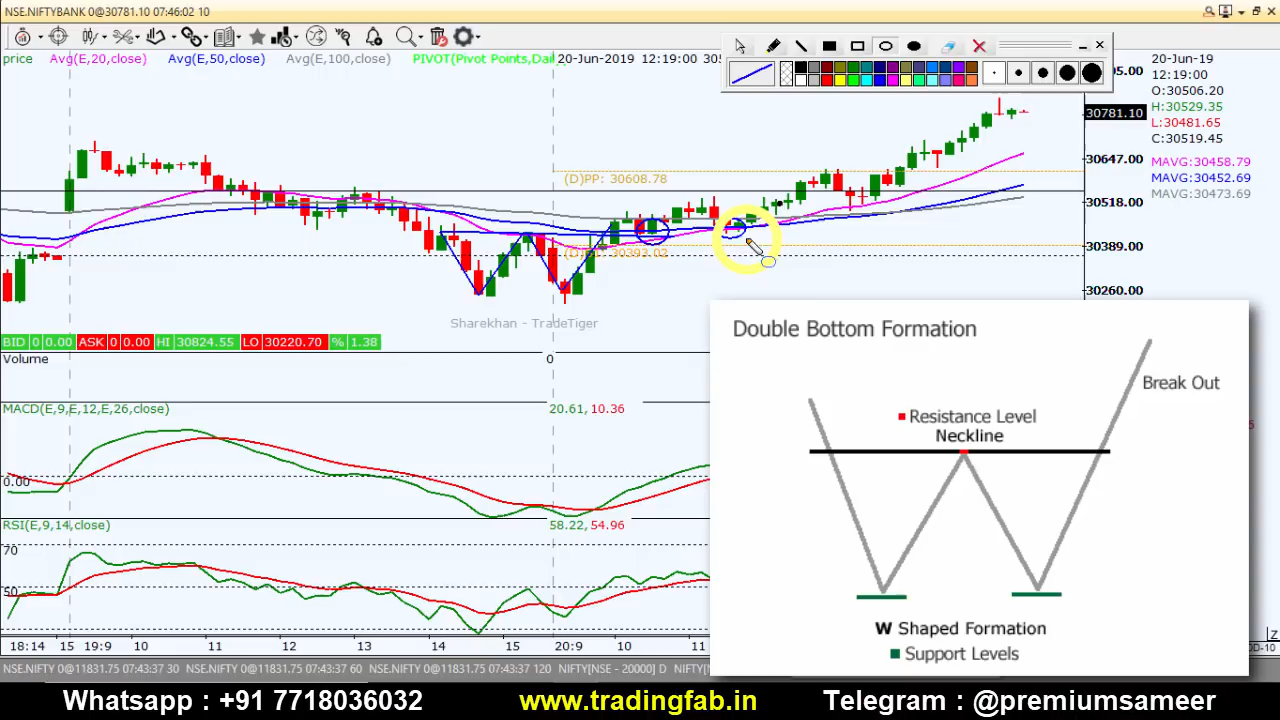 NSE.NIFTYBANK 0@30781.10 07:46:02 10
price Avg(E,20,close) Avg(E,50,close) Avg(E,100,close) PIVOT(Pivot Points,Dai 20-Jun-2019 12:19:00
20-Jun-19
12:19:00
O:30506.20
H:30529.35
L:30481.65
C:30519.45
MAVG:30458.79
MAVG:30452.69
MAVG:30473.69
30781.10
30647.00
30518.00
30389.00
30260.00
(D)PP: 30608.78
30393.02
Sharekhan - TradeTiger
BID 0 0.00 ASK 0 0.00 HI 30824.55 LO 30220.70 % 1.38
Volume 0
MACD(E,9,E,12,E,26,close) 20.61, 10.36
0.00
RSI(E,9,14,close) 58.22, 54.96
70
50
18:14 15 19:9 10 11 12 13 14 15 20:9 10 11
NSE.NIFTY 0@11831.75 07:43:37 30 NSE.NIFTY 0@11831.75 07:43:37 60 NSE.NIFTY 0@11831.75 07:43:37 120 NIFTY[NSE - 20000] D
Double Bottom Formation
Break Out
Resistance Level
Neckline
W Shaped Formation
Support Levels
Whatsapp : +91 7718036032 www.tradingfab.in Telegram : @premiumsameer